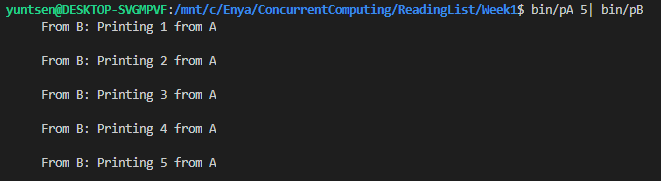 yuntsen@DESKTOP-SVGMPVF:/mnt/c/Enya/ConcurrentComputing/ReadingList/Week1$ bin/pA 5| bin/pB
From B: Printing 1 from A
From B: Printing 2 from A
From B: Printing 3 from A
From B: Printing 4 from A
From B: Printing 5 from A